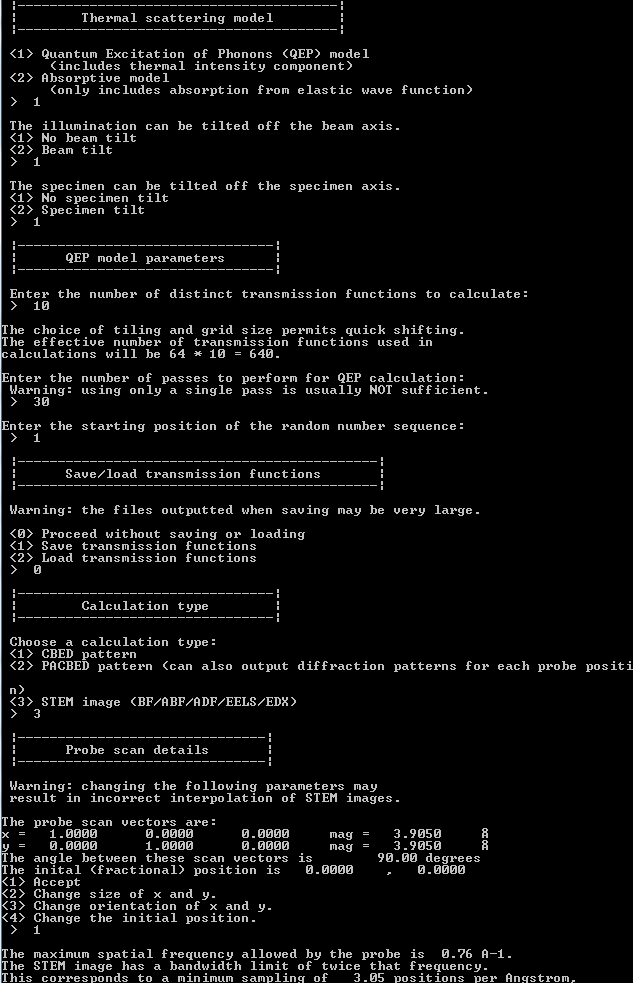 |--------------------------------------|
|        Thermal scattering model        |
|--------------------------------------|
<1> Quantum Excitation of Phonons (QEP) model
(includes thermal intensity component)
<2> Absorptive model
(only includes absorption from elastic wave function)
> 1
The illumination can be tilted off the beam axis.
<1> No beam tilt
<2> Beam tilt
> 1
The specimen can be tilted off the specimen axis.
<1> No specimen tilt
<2> Specimen tilt
> 1
|-------------------------------|
|      QEP model parameters      |
|-------------------------------|
Enter the number of distinct transmission functions to calculate:
> 10
The choice of tiling and grid size permits quick shifting.
The effective number of transmission functions used in
calculations will be 64 * 10 = 640.
Enter the number of passes to perform for QEP calculation:
Warning: using only a single pass is usually NOT sufficient.
> 30
Enter the starting position of the random number sequence:
> 1
|--------------------------------------------|
|      Save/load transmission functions       |
|--------------------------------------------|
Warning: the files outputted when saving may be very large.
<0> Proceed without saving or loading
<1> Save transmission functions
<2> Load transmission functions
> 0
|-------------------------------|
|        Calculation type        |
|-------------------------------|
Choose a calculation type:
<1> CBED pattern
<2> PACBED pattern (can also output diffraction patterns for each probe positi
n)
<3> STEM image (BF/ABF/ADF/EELS/EDX)
> 3
|------------------------------|
|      Probe scan details       |
|------------------------------|
Warning: changing the following parameters may
result in incorrect interpolation of STEM images.
The probe scan vectors are:
x = 1.0000 0.0000 0.0000 mag = 3.9050 Å
y = 0.0000 1.0000 0.0000 mag = 3.9050 Å
The angle between these scan vectors is 90.00 degrees
The inital (fractional) position is 0.0000 , 0.0000
<1> Accept
<2> Change size of x and y.
<3> Change orientation of x and y.
<4> Change the initial position.
> 1
The maximum spatial frequency allowed by the probe is 0.76 A-1.
The STEM image has a bandwidth limit of twice that frequency.
This corresponds to a minimum sampling of 3.05 positions per Angstrom,